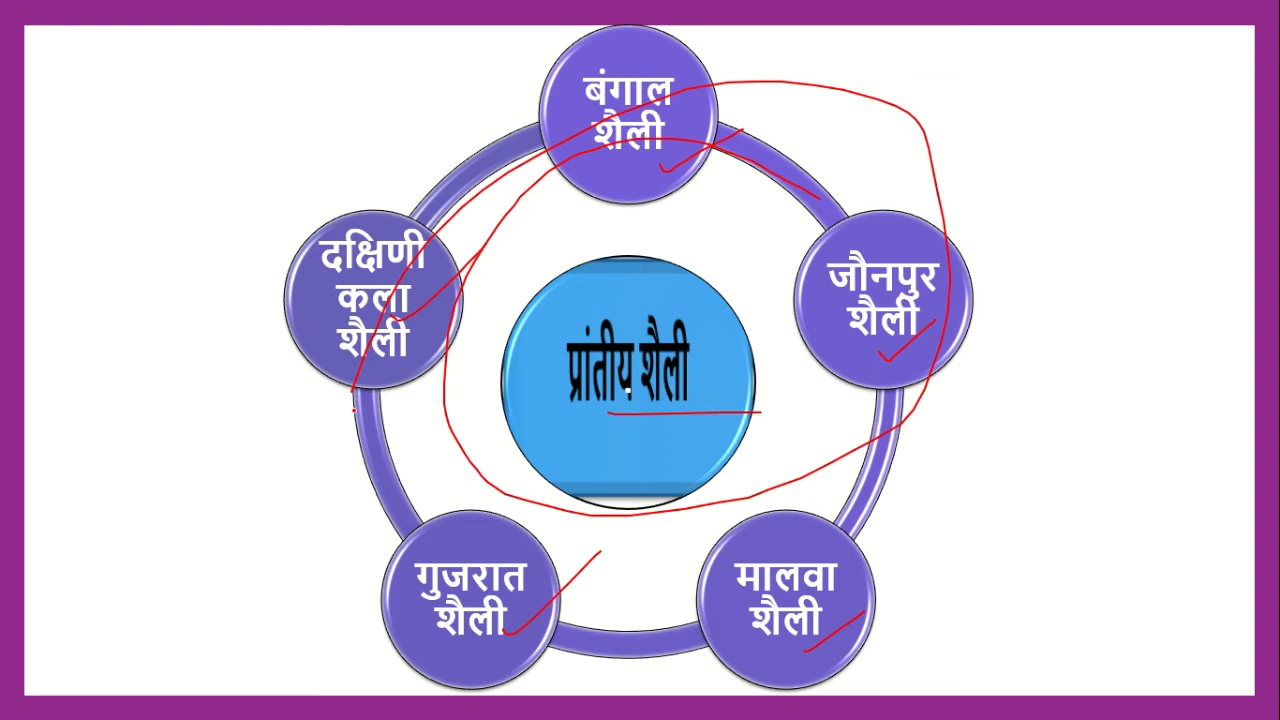 बंगाल
शैली
दक्षिणी
कला
शैली
जौनपुर
शैली
प्रांतीय शैली
गुजरात
शैली
मालवा
शैली